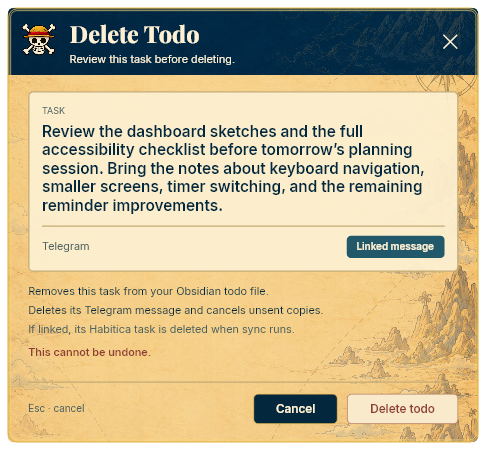 Delete Todo
Review this task before deleting.
TASK
Review the dashboard sketches and the full
accessibility checklist before tomorrow’s planning
session. Bring the notes about keyboard navigation,
smaller screens, timer switching, and the remaining
reminder improvements.
Telegram
Linked message
Removes this task from your Obsidian todo file.
Deletes its Telegram message and cancels unsent copies.
If linked, its Habitica task is deleted when sync runs.
This cannot be undone.
Esc · cancel
Cancel
Delete todo